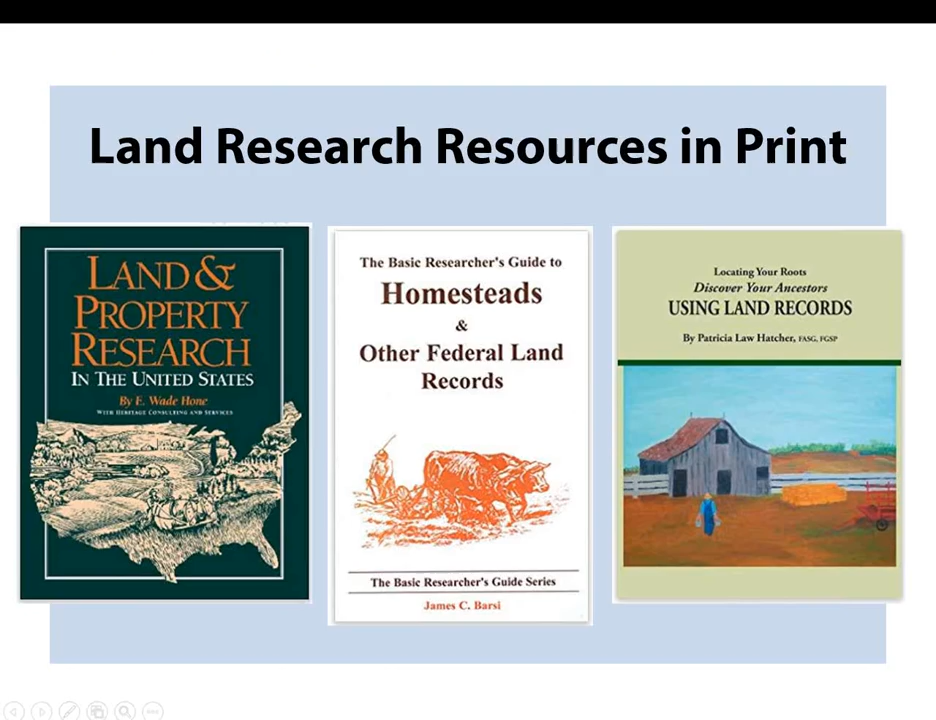 Land Research Resources in Print
LAND &
PROPERTY
RESEARCH
IN THE UNITED STATES
By E. Wade Hone
WITH HERITAGE CONSULTING AND SERVICES
The Basic Researcher's Guide to
Homesteads
&
Other Federal Land
Records
The Basic Researcher's Guide Series
James C. Barsi
Locating Your Roots
Discover Your Ancestors
USING LAND RECORDS
By Patricia Law Hatcher, FASG, FGSP